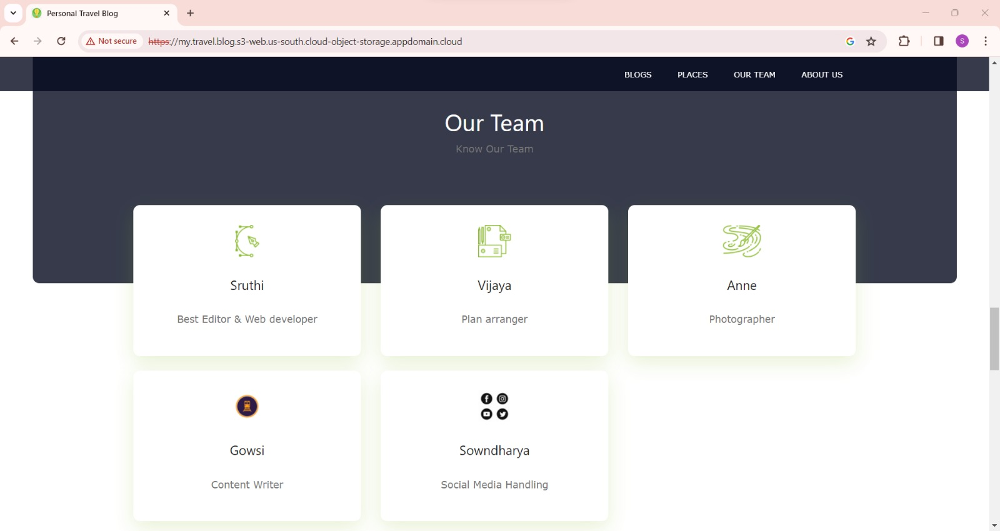 Personal Travel Blog
Not secure https://my.travel.blog.s3-web.us-south.cloud-object-storage.appdomain.cloud
S
BLOGS PLACES OUR TEAM ABOUT US
Our Team
Know Our Team
Sruthi
Best Editor & Web developer
Vijaya
Plan arranger
Anne
Photographer
Gowsi
Content Writer
Sowndharya
Social Media Handling